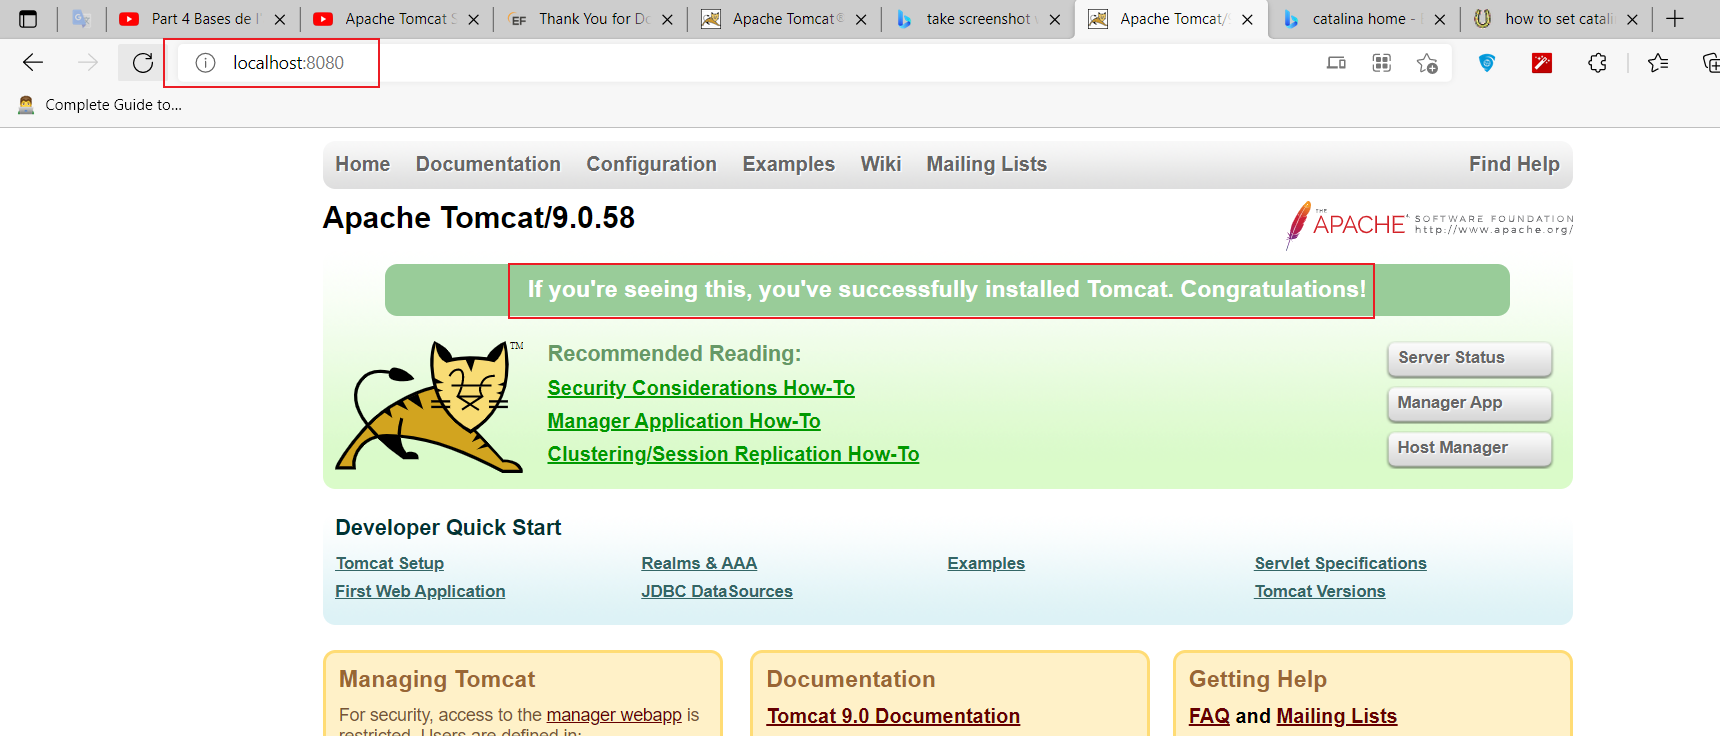 Part 4 Bases de l'
Apache Tomcat S
EF Thank You for Do
Apache Tomcat®
take screenshot
Apache Tomcat/9
catalina home -
how to set catali
localhost:8080
Complete Guide to...
Home Documentation Configuration Examples Wiki Mailing Lists Find Help
Apache Tomcat/9.0.58
THE APACHE SOFTWARE FOUNDATION
http://www.apache.org/
If you're seeing this, you've successfully installed Tomcat. Congratulations!
TM
Recommended Reading:
Security Considerations How-To
Manager Application How-To
Clustering/Session Replication How-To
Server Status
Manager App
Host Manager
Developer Quick Start
Tomcat Setup
First Web Application
Realms & AAA
JDBC DataSources
Examples
Servlet Specifications
Tomcat Versions
Managing Tomcat
For security, access to the manager webapp is
restricted. Users are defined in:
Documentation
Tomcat 9.0 Documentation
Getting Help
FAQ and Mailing Lists